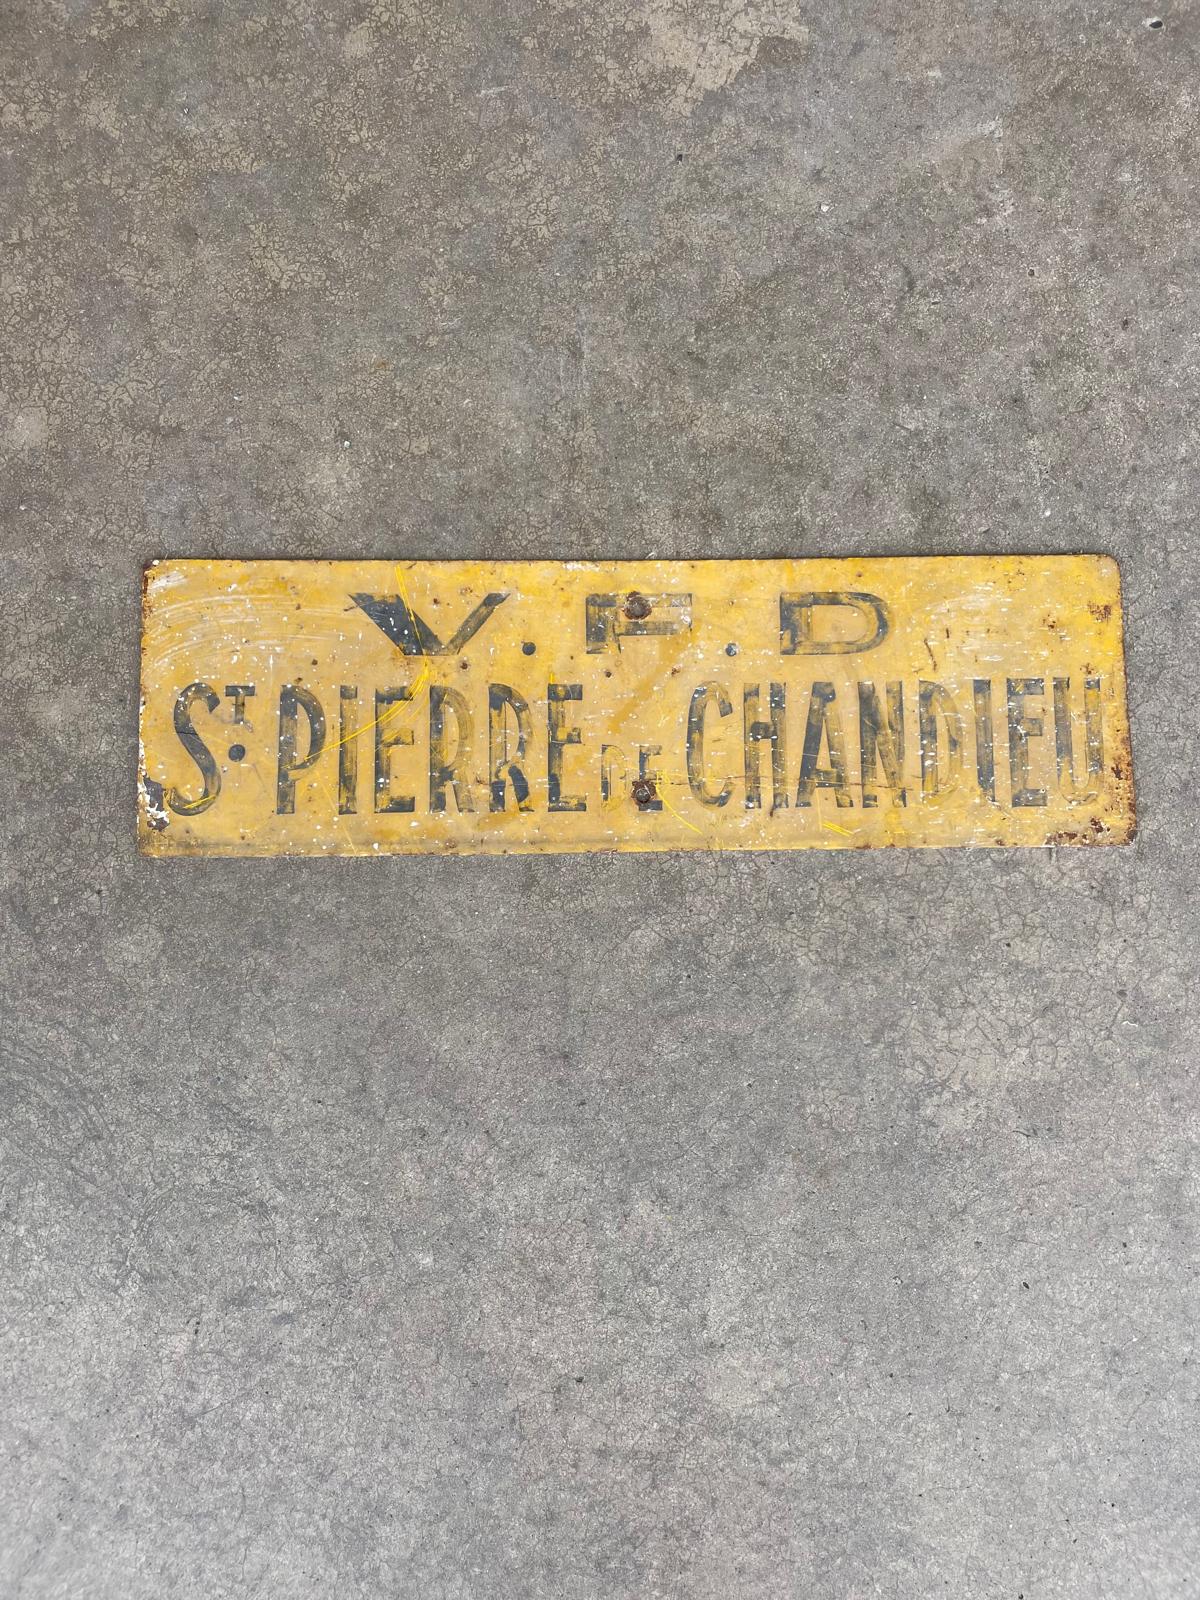 V.F.D
ST. PIERRE DE CHANDIEU